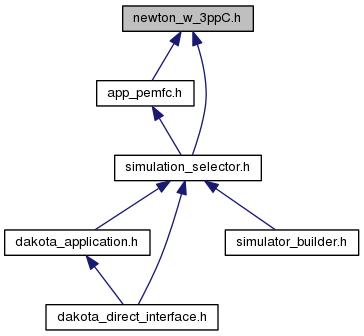 newton_w_3ppC.h
app_pemfc.h
simulation_selector.h
dakota_application.h
simulator_builder.h
dakota_direct_interface.h